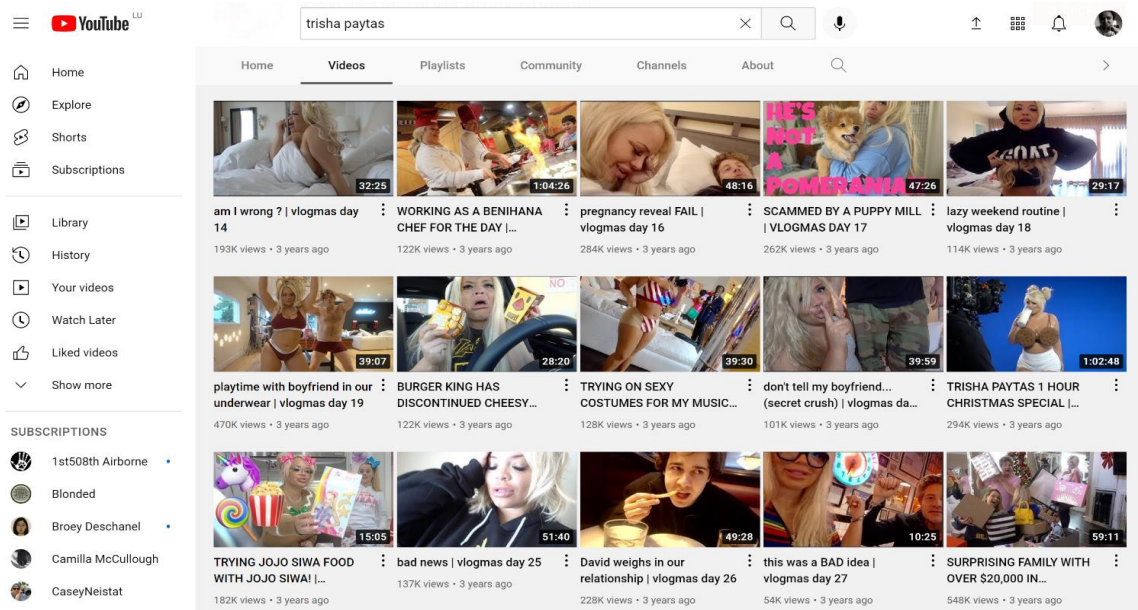 YouTube LU
trisha paytas
Home
Explore
Shorts
Subscriptions
Library
History
Your videos
Watch Later
Liked videos
Show more
SUBSCRIPTIONS
1st508th Airborne
Blonded
Broey Deschanel
Camilla McCullough
CaseyNeistat
Home Videos Playlists Community Channels About
32:25
am I wrong ? | vlogmas day
14
193K views • 3 years ago
1:04:26
WORKING AS A BENIHANA
CHEF FOR THE DAY |...
122K views • 3 years ago
48:16
pregnancy reveal FAIL |
vlogmas day 16
284K views • 3 years ago
HE'S
NOT
A
POMERANIA
47:26
SCAMMED BY A PUPPY MILL
| VLOGMAS DAY 17
262K views • 3 years ago
GOAT
29:17
lazy weekend routine |
vlogmas day 18
114K views • 3 years ago
39:07
playtime with boyfriend in our
underwear | vlogmas day 19
470K views • 3 years ago
NO
28:20
BURGER KING HAS
DISCONTINUED CHEESY...
122K views • 3 years ago
39:30
TRYING ON SEXY
COSTUMES FOR MY MUSIC...
128K views • 3 years ago
39:59
don't tell my boyfriend...
(secret crush) | vlogmas da...
101K views • 3 years ago
1:02:48
TRISHA PAYTAS 1 HOUR
CHRISTMAS SPECIAL |...
294K views • 3 years ago
15:05
TRYING JOJO SIWA FOOD
WITH JOJO SIWA! |...
182K views • 3 years ago
51:40
bad news | vlogmas day 25
137K views • 3 years ago
49:28
David weighs in our
relationship | vlogmas day 26
228K views • 3 years ago
10:25
this was a BAD idea |
vlogmas day 27
54K views • 3 years ago
59:11
SURPRISING FAMILY WITH
OVER $20,000 IN...
548K views • 3 years ago